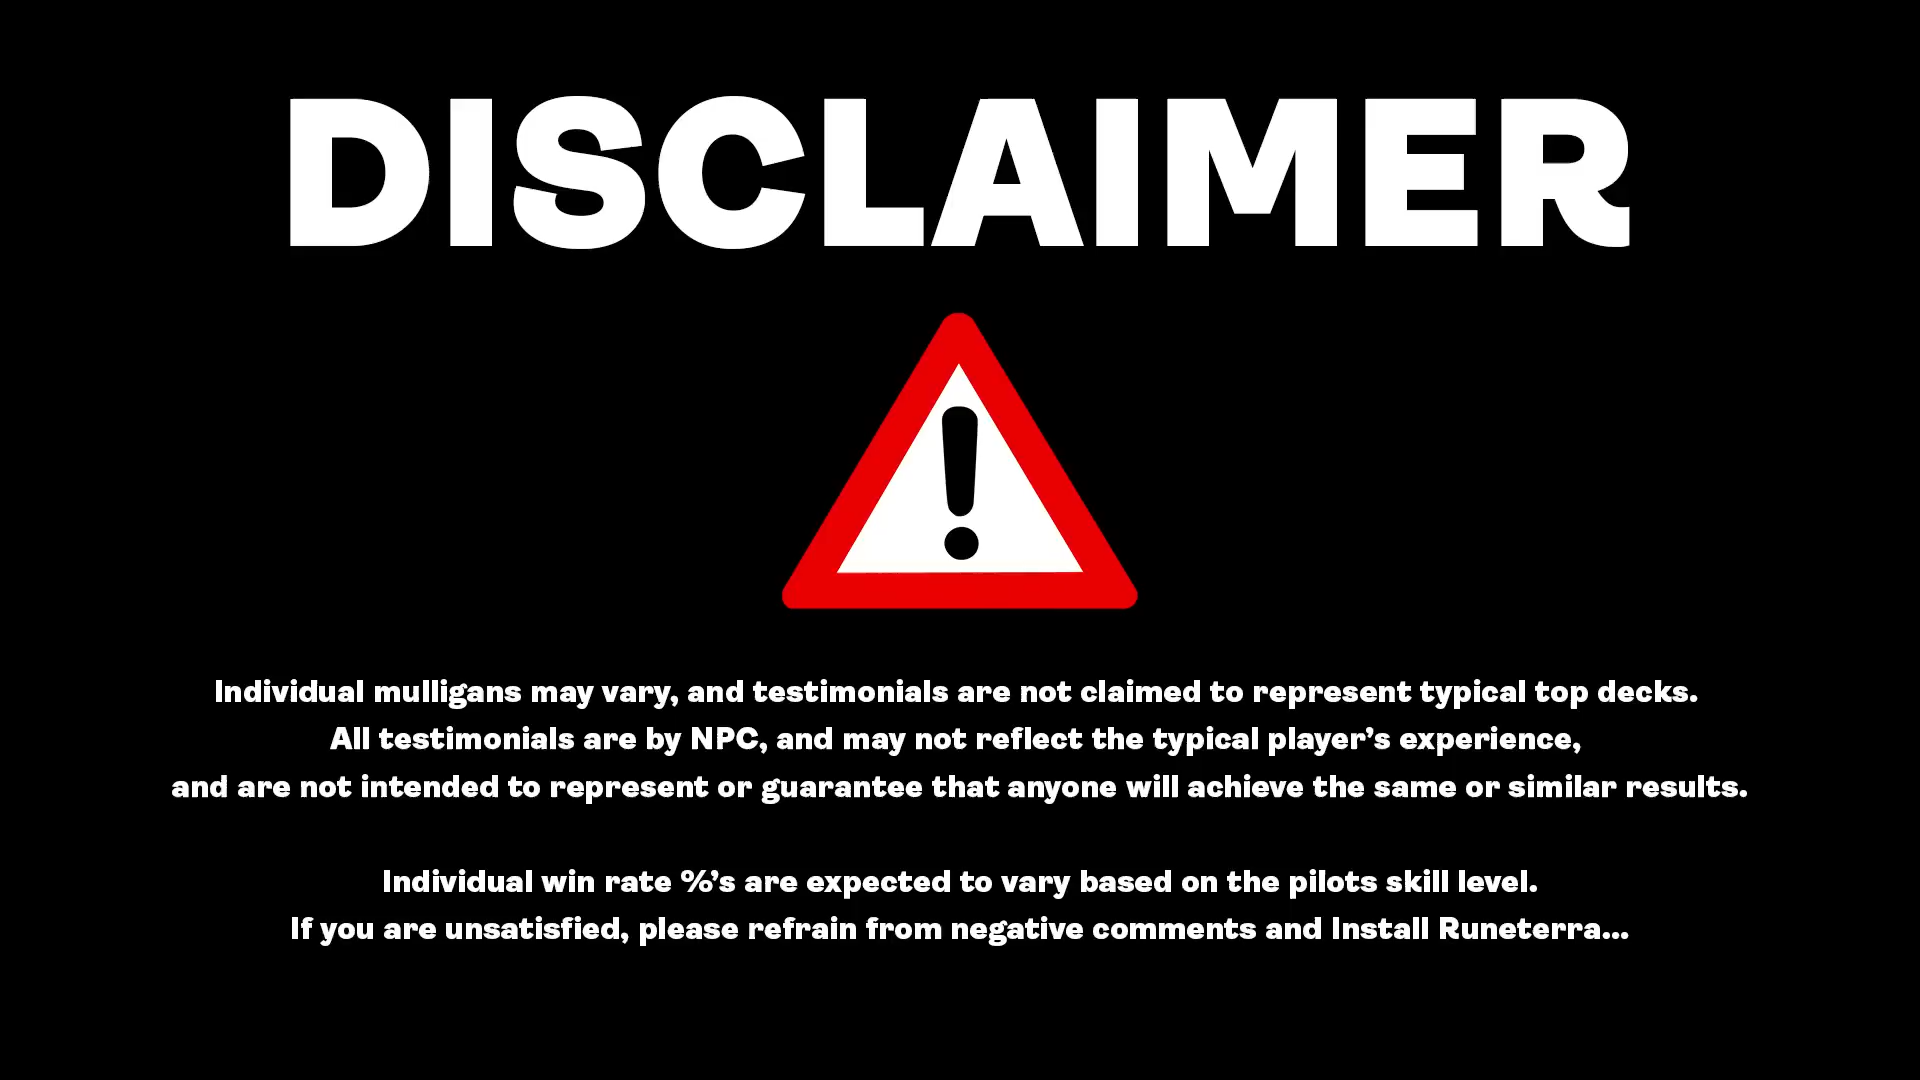 DISCLAIMER
Individual mulligans may vary, and testimonials are not claimed to represent typical top decks.
All testimonials are by NPC, and may not reflect the typical player’s experience,
and are not intended to represent or guarantee that anyone will achieve the same or similar results.
Individual win rate %’s are expected to vary based on the pilots skill level.
If you are unsatisfied, please refrain from negative comments and Install Runeterra...